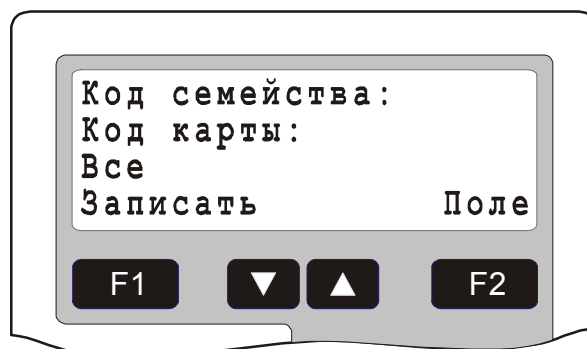 Код семейства:
Код карты:
Все
Записать Поле
F1 ▼ ▲ F2